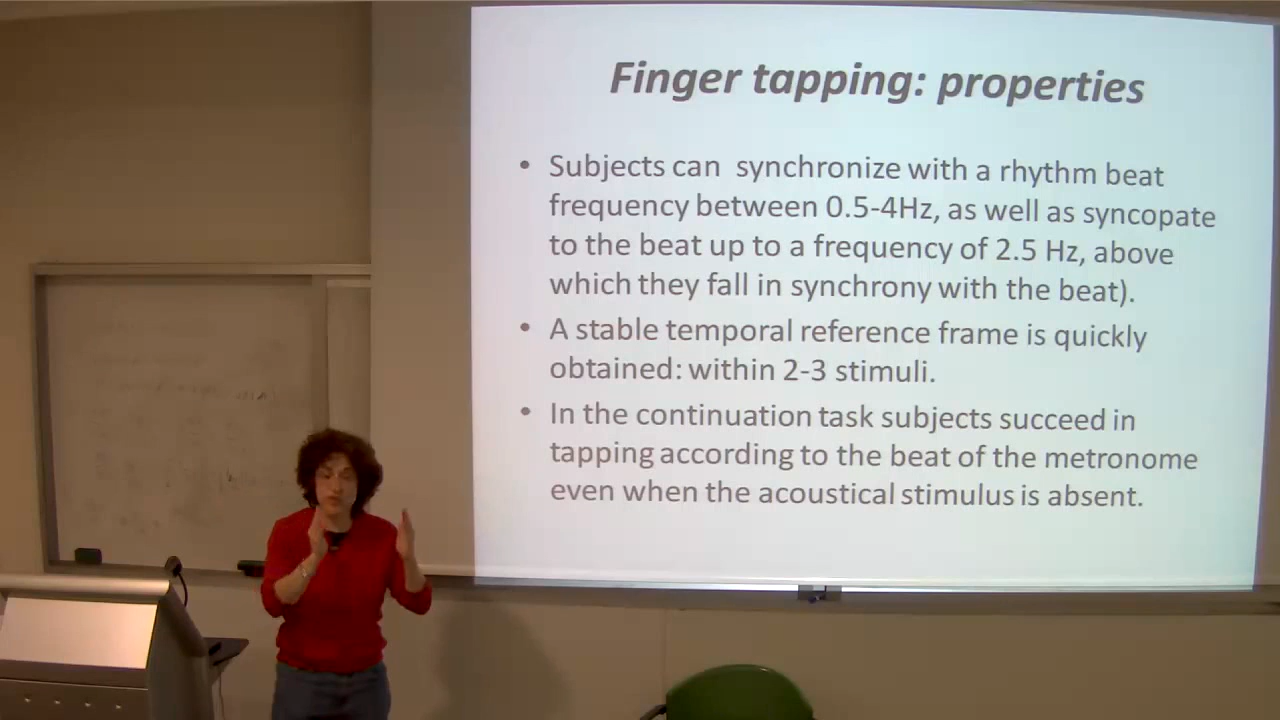 Finger tapping: properties
• Subjects can synchronize with a rhythm beat
frequency between 0.5-4Hz, as well as syncopate
to the beat up to a frequency of 2.5 Hz, above
which they fall in synchrony with the beat).
• A stable temporal reference frame is quickly
obtained: within 2-3 stimuli.
• In the continuation task subjects succeed in
tapping according to the beat of the metronome
even when the acoustical stimulus is absent.